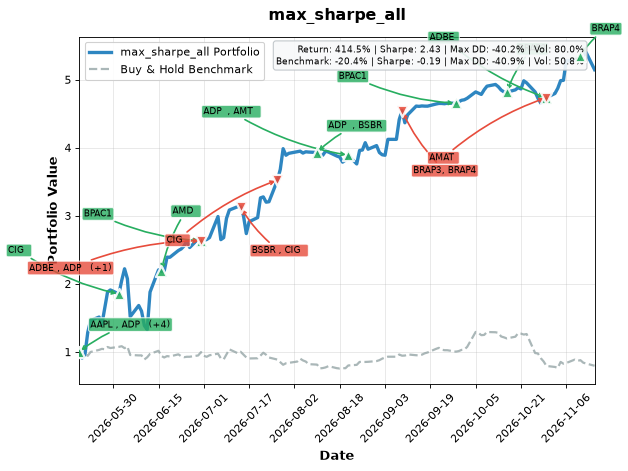 max_sharpe_all
BRAP4
ADBE
max_sharpe_all Portfolio
Buy & Hold Benchmark
Return: 414.5% | Sharpe: 2.43 | Max DD: -40.2% | Vol: 80.0%
Benchmark: -20.4% | Sharpe: -0.19 | Max DD: -40.9% | Vol: 50.8%
BPAC1
ADP , AMT
ADP , BSBR
AMAT
BRAP3, BRAP4
BPAC1
AMD
CIG
CIG
BSBR , CIG
ADBE , ADP (+1)
AAPL , ADP (+4)
Portfolio Value
5
4
3
2
1
2026-05-30
2026-06-15
2026-07-01
2026-07-17
2026-08-02
2026-08-18
2026-09-03
2026-09-19
2026-10-05
2026-10-21
2026-11-06
Date